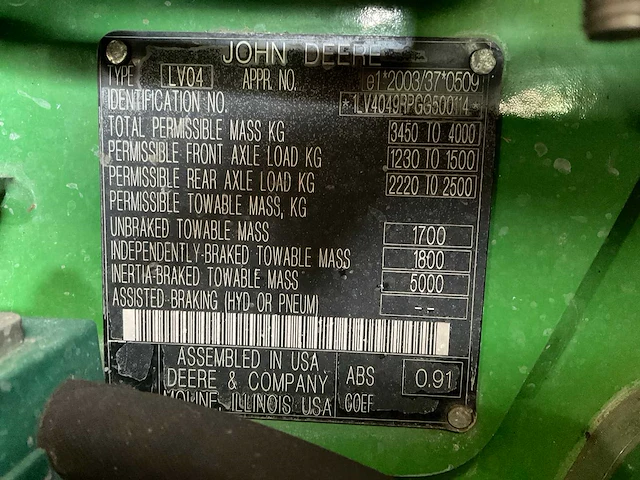 JOHN DEERE
TYPE LV04 APPR. NO. e1*2003/37*0509
IDENTIFICATION NO. *1LV4049RPGG500114*
TOTAL PERMISSIBLE MASS KG 3450 TO 4000
PERMISSIBLE FRONT AXLE LOAD KG 1230 TO 1500
PERMISSIBLE REAR AXLE LOAD KG 2220 TO 2500
PERMISSIBLE TOWABLE MASS, KG
UNBRAKED TOWABLE MASS 1700
INDEPENDENTLY-BRAKED TOWABLE MASS 1800
INERTIA-BRAKED TOWABLE MASS 5000
ASSISTED BRAKING (HYD OR PNEUM) --
ASSEMBLED IN USA
DEERE & COMPANY ABS 0.91
MOLINE, ILLINOIS USA COEF